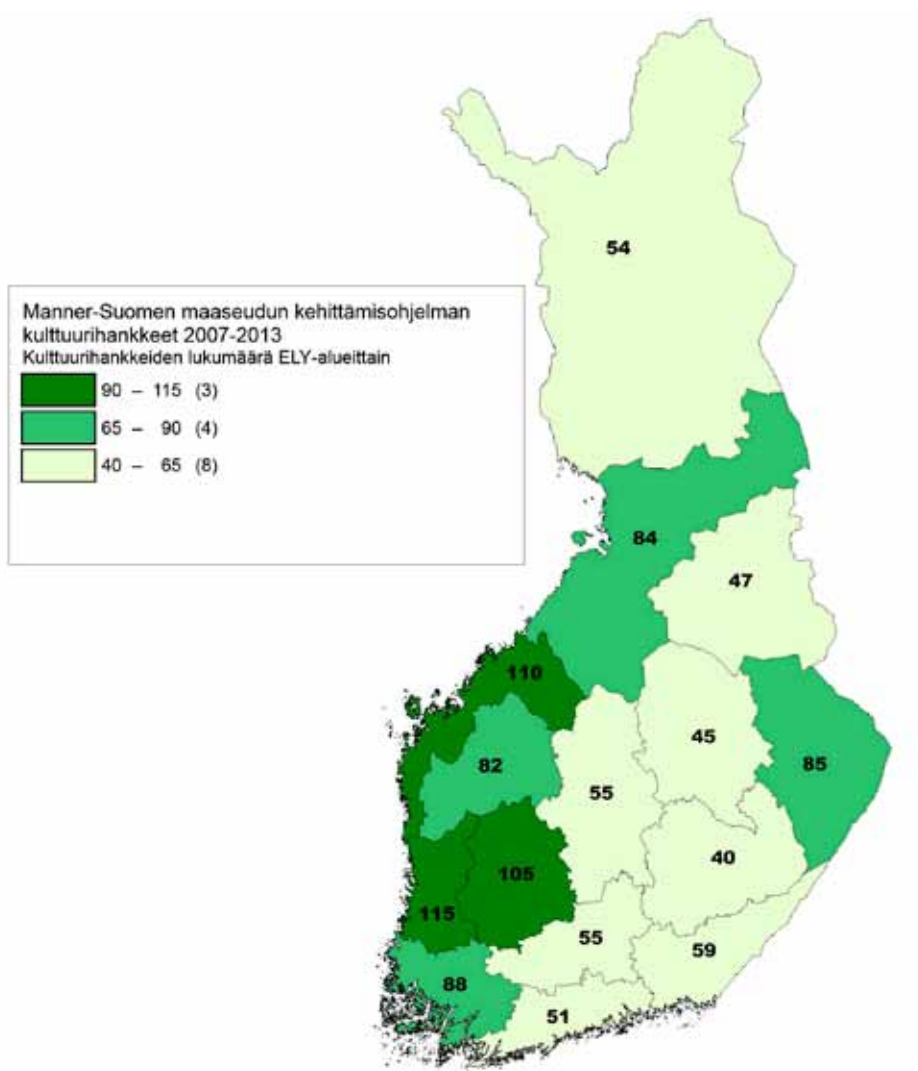 54
Manner-Suomen maaseudun kehittämisohjelman
kulttuurihankkeet 2007-2013
Kulttuurihankkeiden lukumäärä ELY-alueittain
90 – 115 (3)
65 – 90 (4)
40 – 65 (8)
84
47
110
45
82
85
55
40
105
115
55
59
88
51